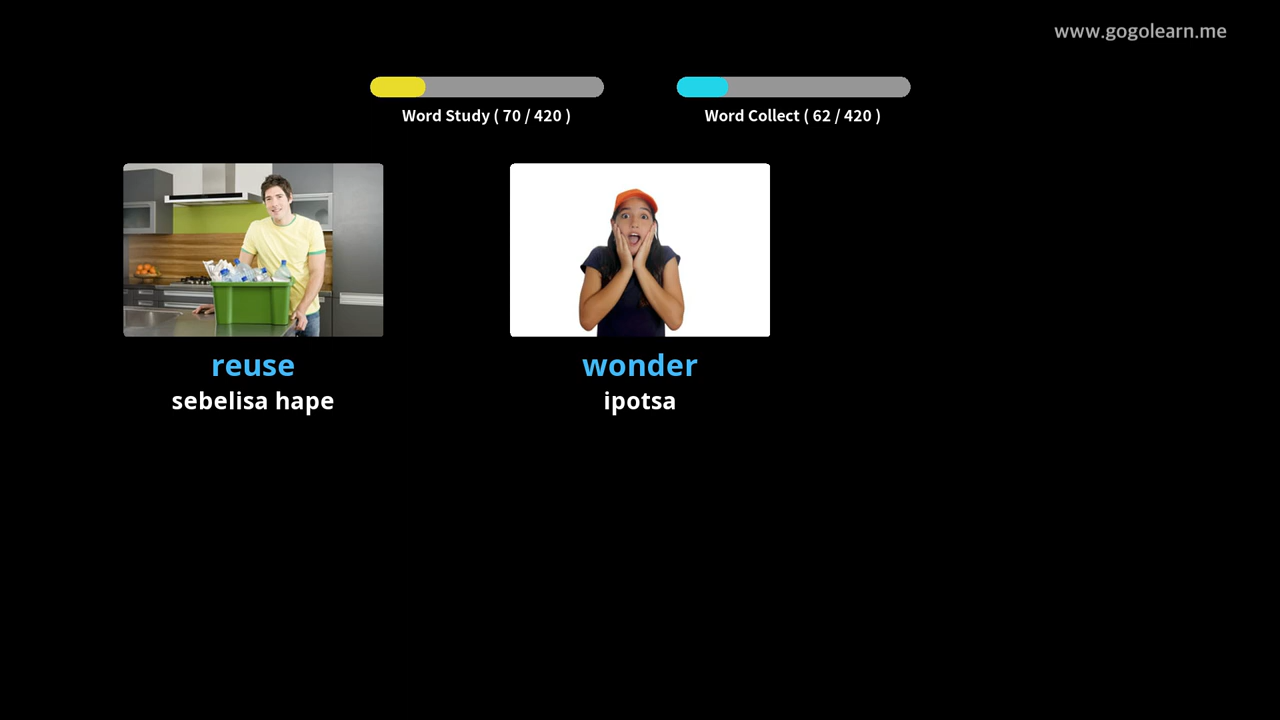 www.gogolearn.me
Word Study ( 70 / 420 )
Word Collect ( 62 / 420 )
reuse
sebelisa hape
wonder
ipotsa